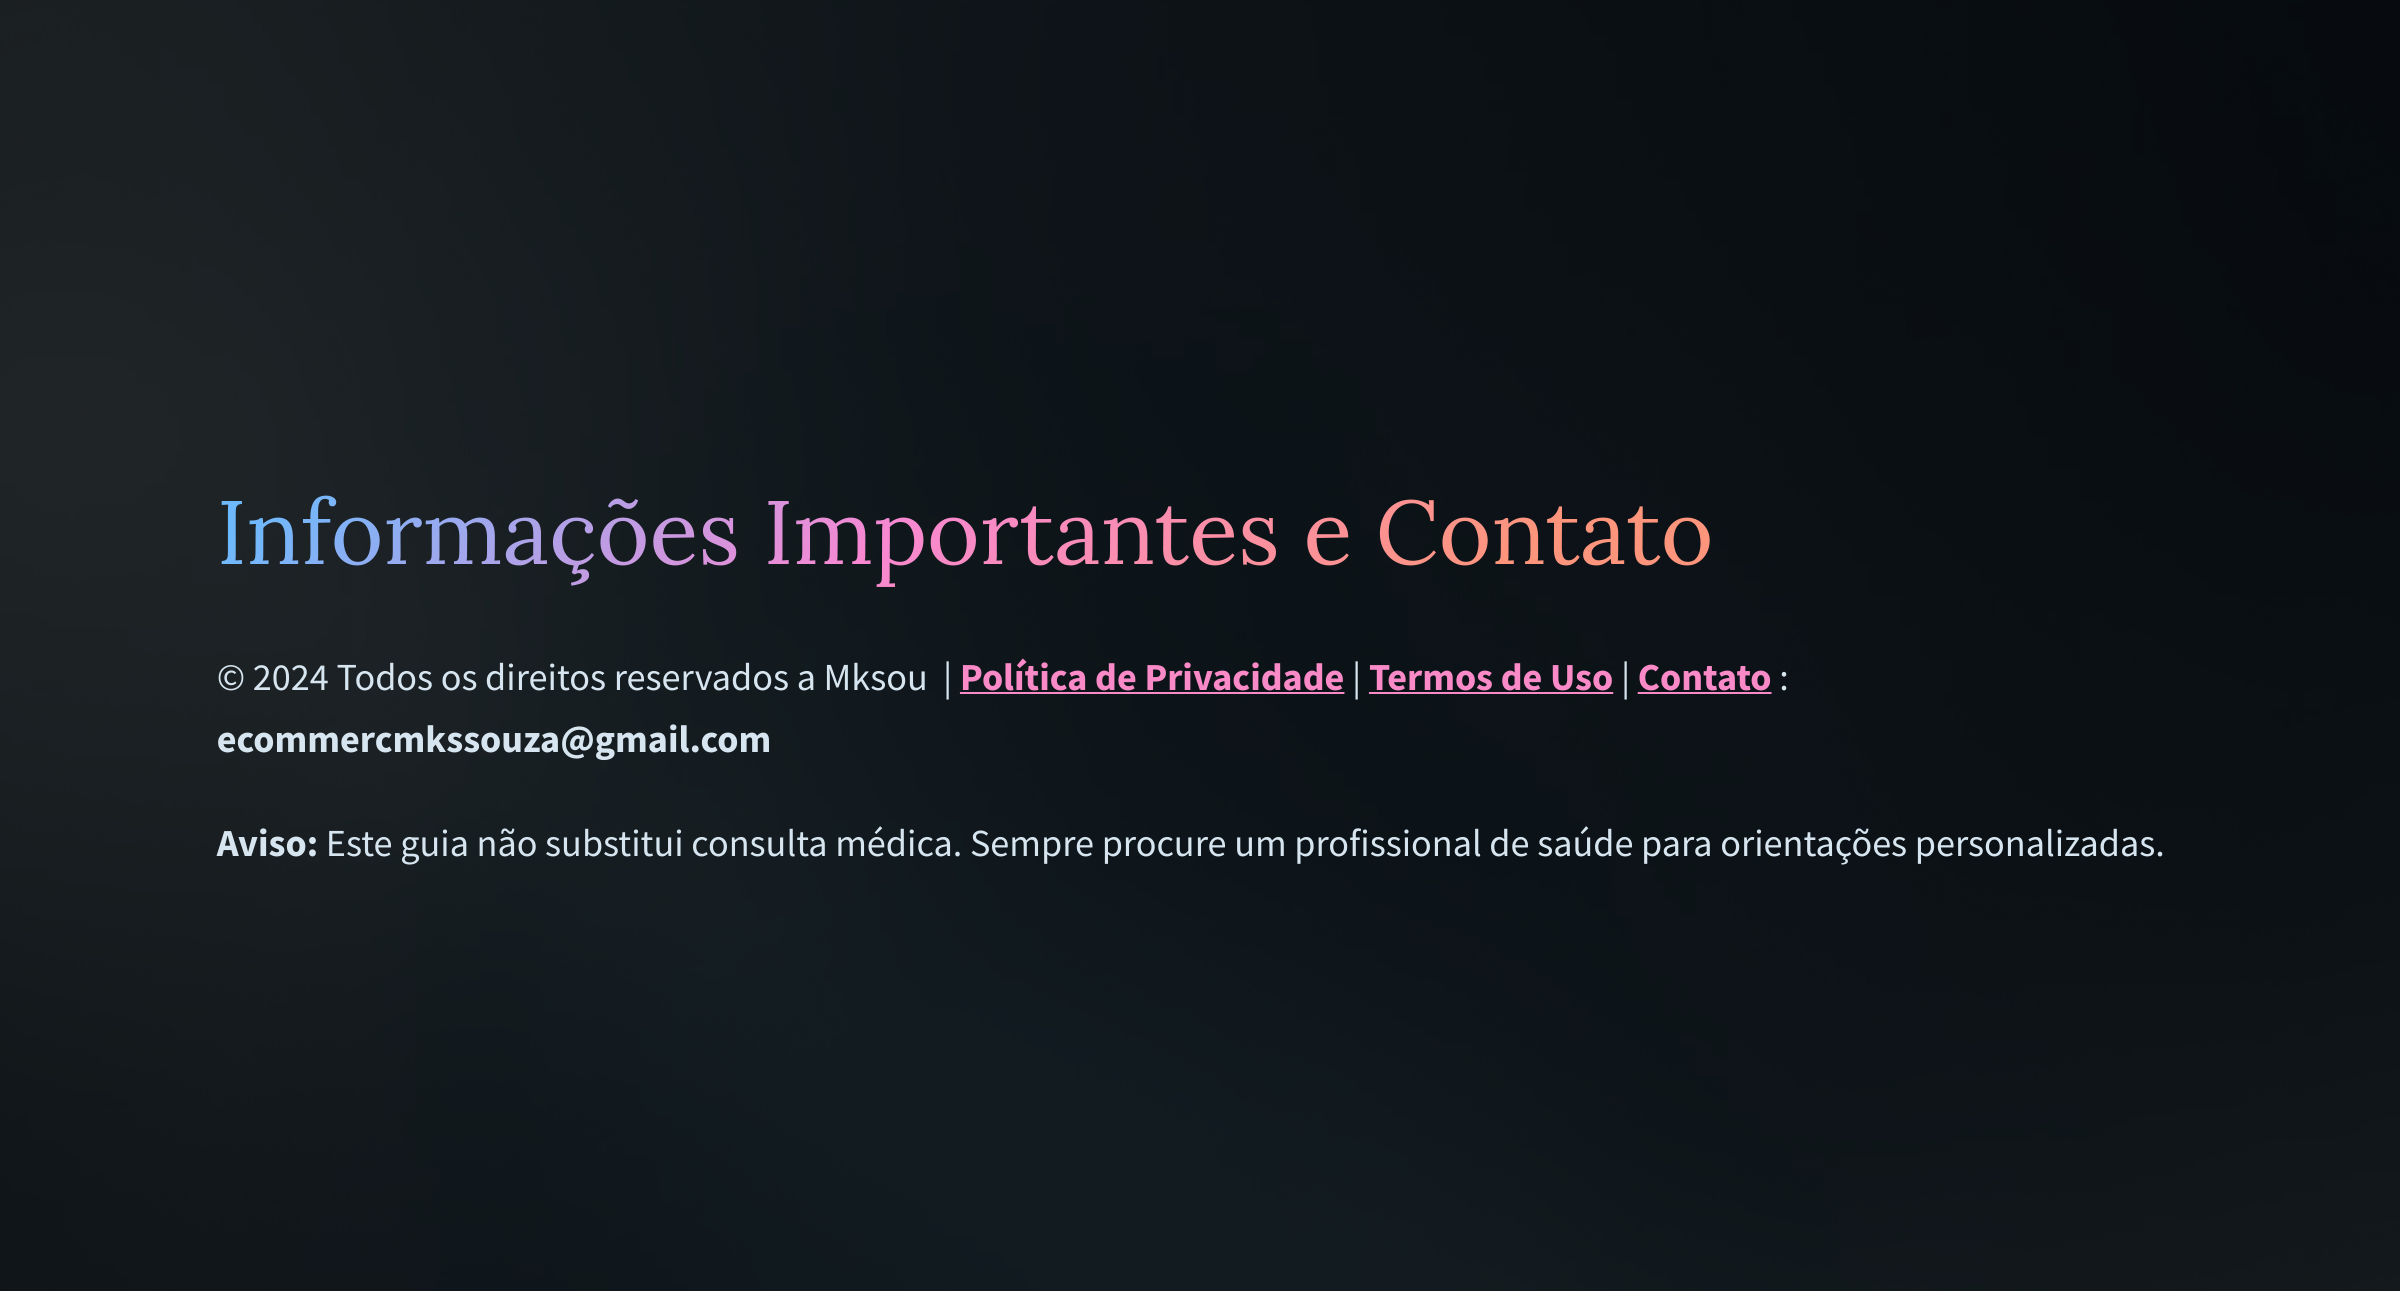 Informações Importantes e Contato
© 2024 Todos os direitos reservados a Mksou | Política de Privacidade | Termos de Uso | Contato :
ecommercmkssouza@gmail.com
Aviso: Este guia não substitui consulta médica. Sempre procure um profissional de saúde para orientações personalizadas.